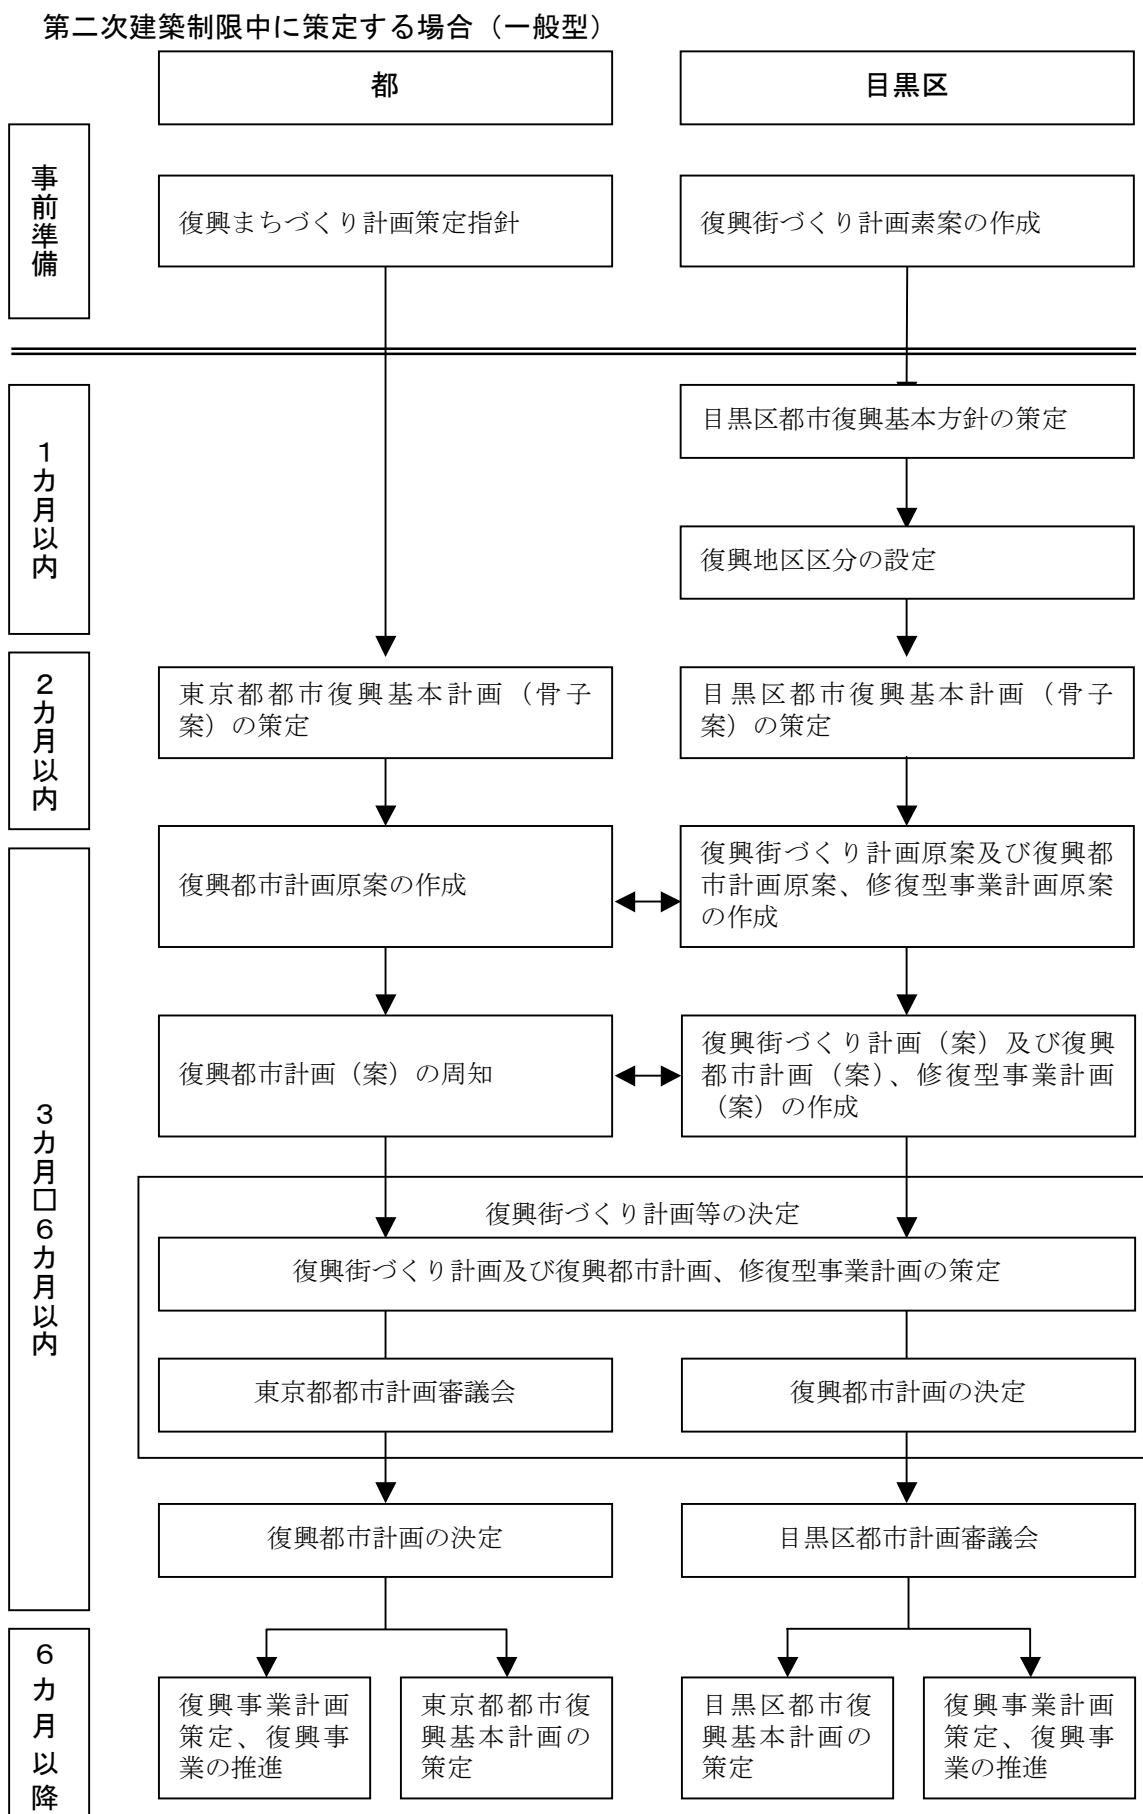 第二次建築制限中に策定する場合（一般型）
都
目黒区
事前準備
復興まちづくり計画策定指針
復興街づくり計画素案の作成
1カ月以内
目黒区都市復興基本方針の策定
復興地区区分の設定
2カ月以内
東京都都市復興基本計画（骨子
案）の策定
目黒区都市復興基本計画（骨子
案）の策定
3カ月□6カ月以内
復興都市計画原案の作成
復興街づくり計画原案及び復興都
市計画原案、修復型事業計画原案
の作成
復興都市計画（案）の周知
復興街づくり計画（案）及び復興
都市計画（案）、修復型事業計画
（案）の作成
復興街づくり計画等の決定
復興街づくり計画及び復興都市計画、修復型事業計画の策定
東京都都市計画審議会
復興都市計画の決定
復興都市計画の決定
目黒区都市計画審議会
6カ月以降
復興事業計画
策定、復興事
業の推進
東京都都市復
興基本計画の
策定
目黒区都市復
興基本計画の
策定
復興事業計画
策定、復興事
業の推進